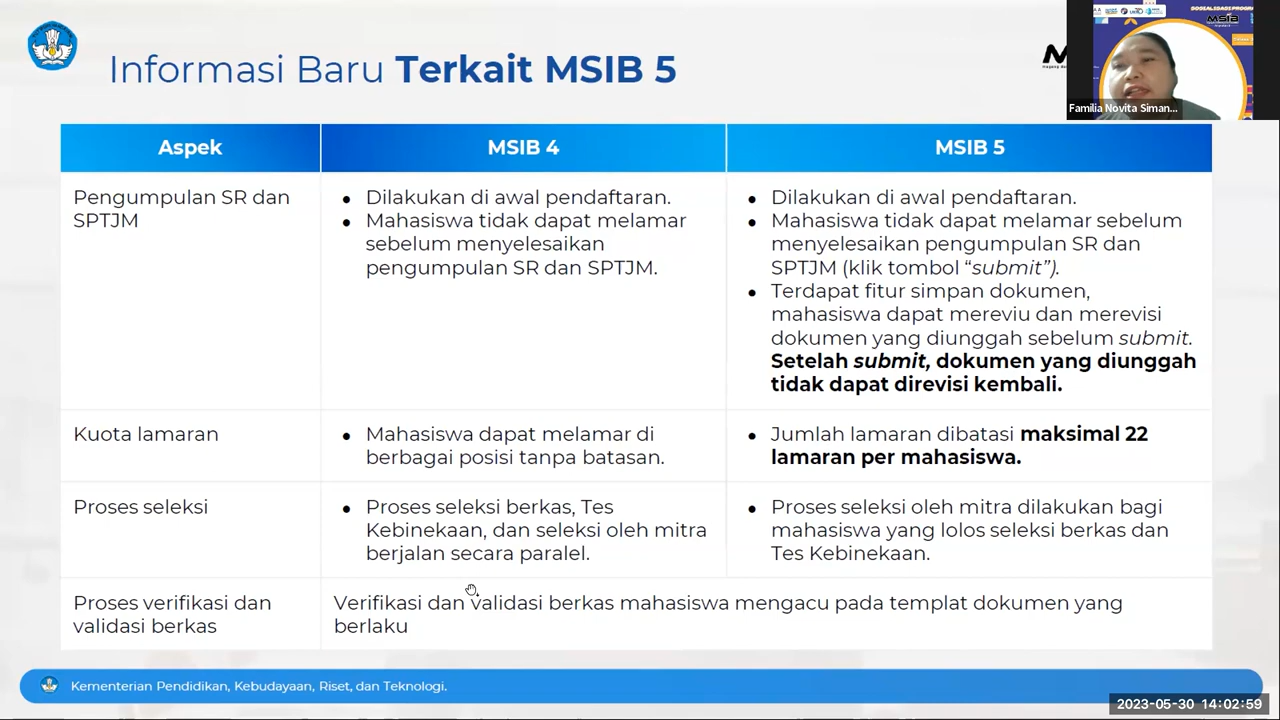 Informasi Baru Terkait MSIB 5
SOSIALISASI PROGRA
Familia Novita Siman...
Aspek
MSIB 4
MSIB 5
Pengumpulan SR dan
SPTJM
● Dilakukan di awal pendaftaran.
● Mahasiswa tidak dapat melamar
sebelum menyelesaikan
pengumpulan SR dan SPTJM.
● Dilakukan di awal pendaftaran.
● Mahasiswa tidak dapat melamar sebelum
menyelesaikan pengumpulan SR dan
SPTJM (klik tombol “submit”).
● Terdapat fitur simpan dokumen,
mahasiswa dapat mereviu dan merevisi
dokumen yang diunggah sebelum submit.
Setelah submit, dokumen yang diunggah
tidak dapat direvisi kembali.
Kuota lamaran
● Mahasiswa dapat melamar di
berbagai posisi tanpa batasan.
● Jumlah lamaran dibatasi maksimal 22
lamaran per mahasiswa.
Proses seleksi
● Proses seleksi berkas, Tes
Kebinekaan, dan seleksi oleh mitra
berjalan secara paralel.
● Proses seleksi oleh mitra dilakukan bagi
mahasiswa yang lolos seleksi berkas dan
Tes Kebinekaan.
Proses verifikasi dan
validasi berkas
Verifikasi dan validasi berkas mahasiswa mengacu pada templat dokumen yang
berlaku
Kementerian Pendidikan, Kebudayaan, Riset, dan Teknologi.
2023-05-30 14:02:59